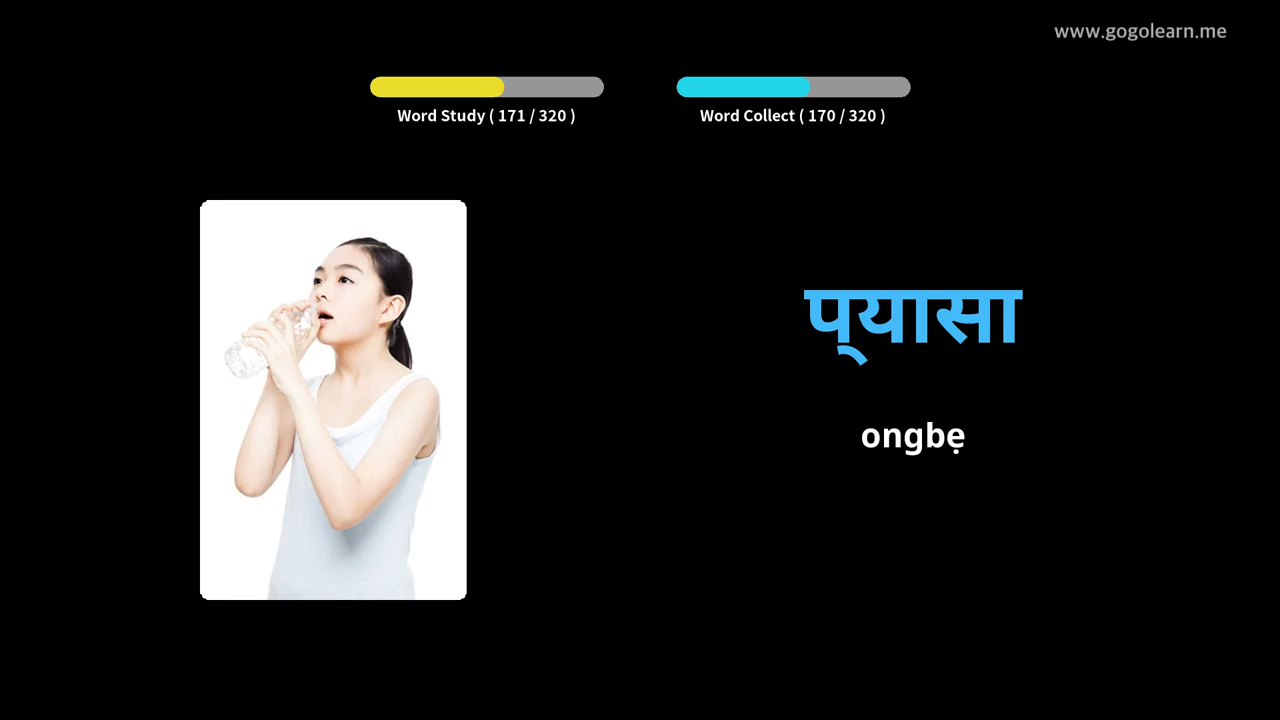 www.gogolearn.me
Word Study ( 171 / 320 )
Word Collect ( 170 / 320 )
प्यासा
ongbẹ